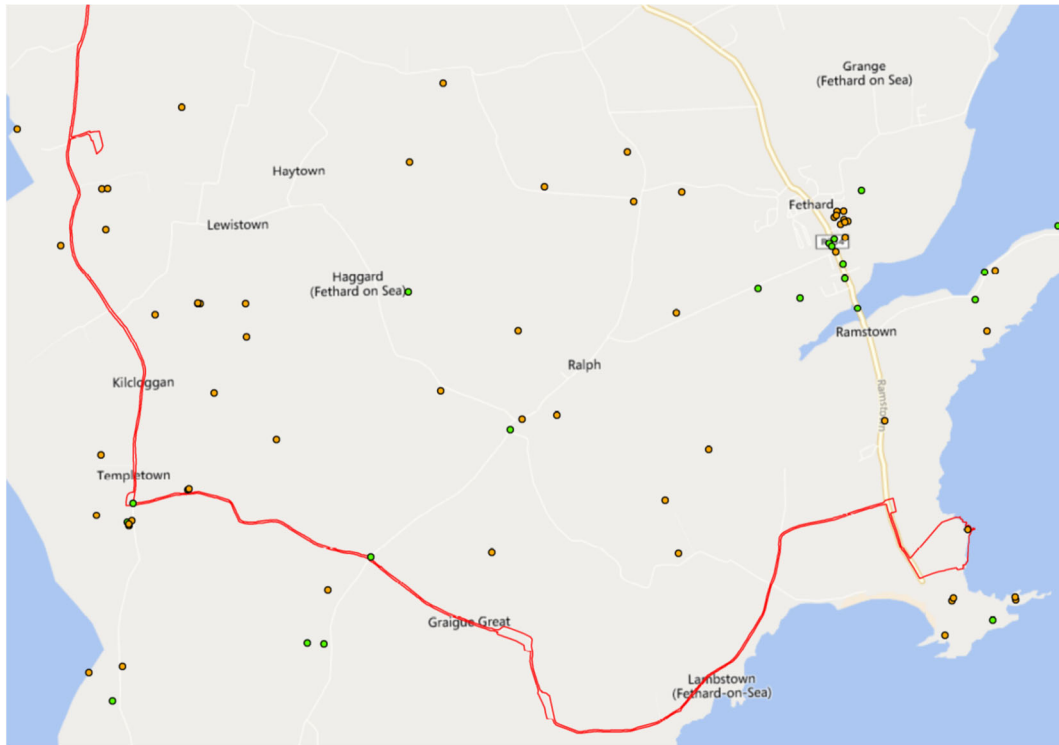 Grange
(Fethard on Sea)
Haytown
Fethard
Lewistown
Haggard
(Fethard on Sea)
Ramstown
Ralph
Kilcloggan
Ramstown
Templetown
Graigue Great
Lambstown
(Fethard-on-Sea)